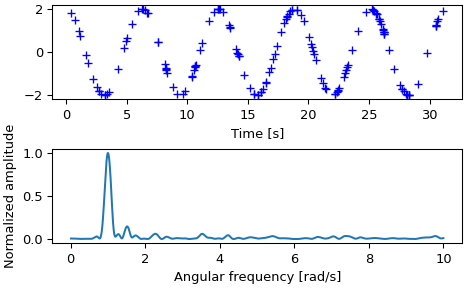 2
0
−2
0 5 10 15 20 25 30
Time [s]
Normalized amplitude
1.0
0.5
0.0
0 2 4 6 8 10
Angular frequency [rad/s]